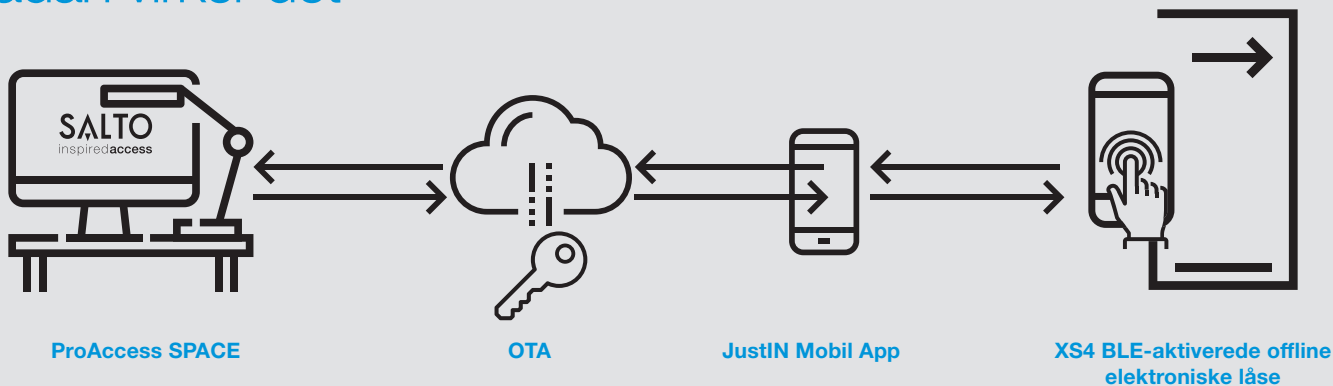 SALTO
inspiredaccess
ProAccess SPACE
OTA
JustIN Mobil App
XS4 BLE-aktiverede offline
elektroniske låse